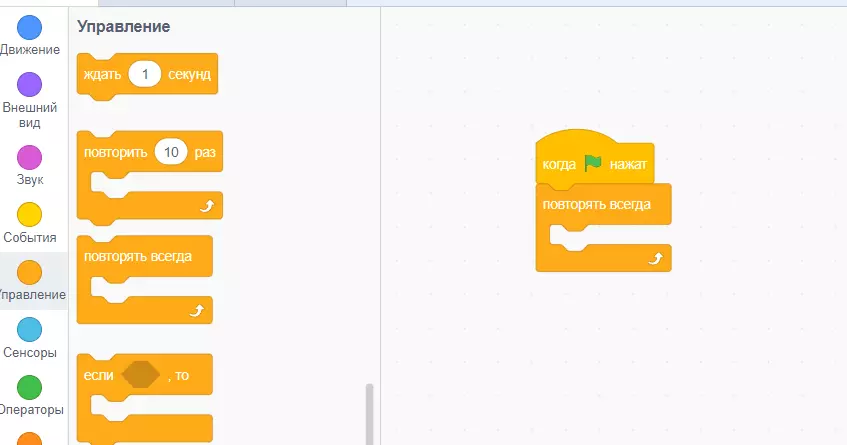 Движение
Внешний
вид
Звук
События
Управление
Сенсоры
Операторы
Управление
ждать 1 секунд
повторить 10 раз
повторять всегда
если , то
когда нажат
повторять всегда